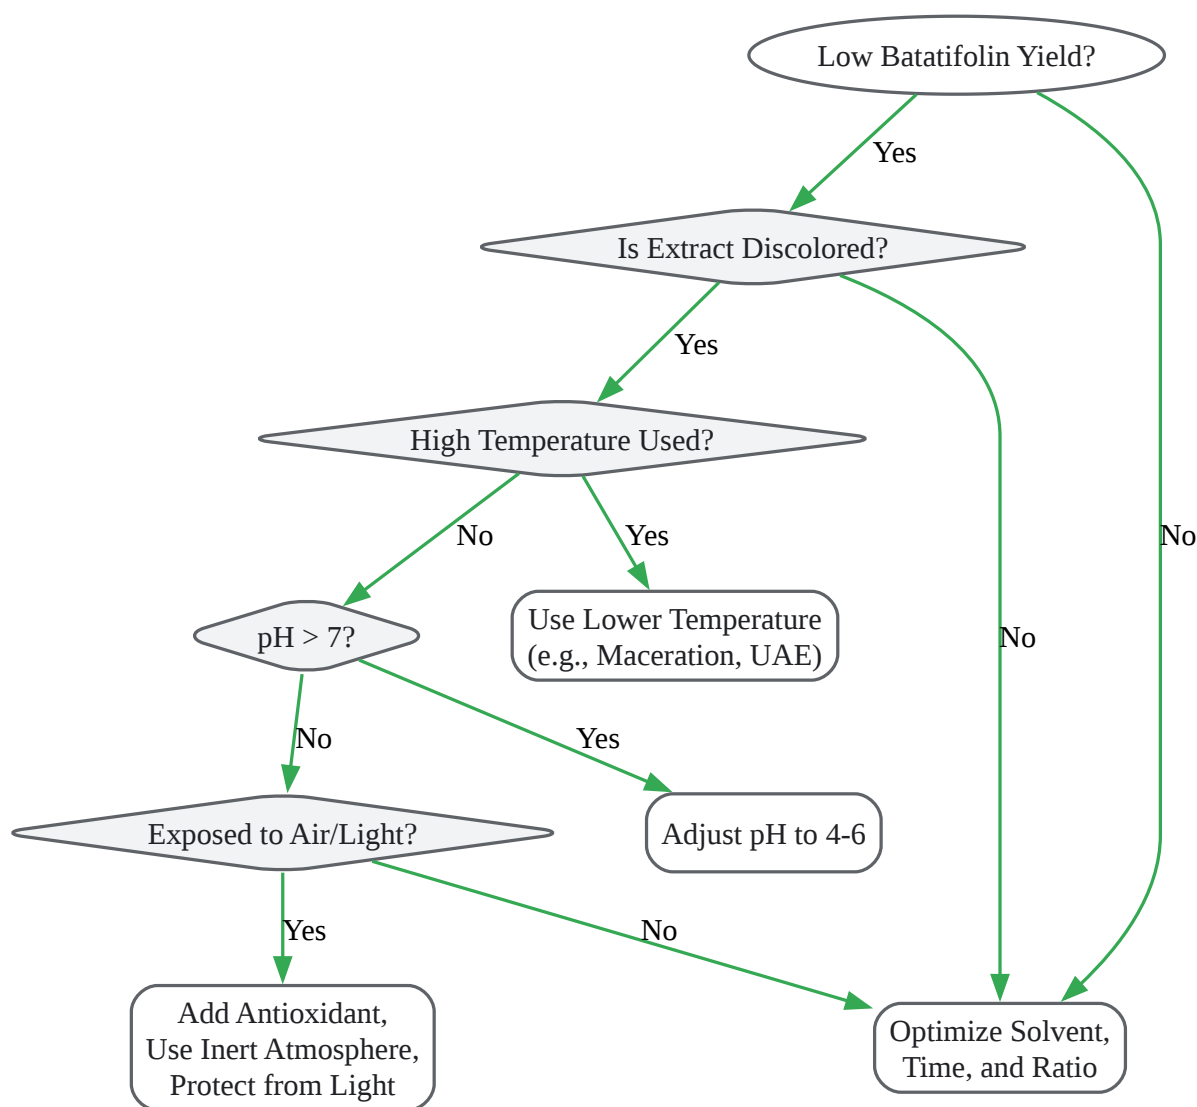 Low Batatifolin Yield?
Yes
Is Extract Discolored?
Yes
High Temperature Used?
No
Yes
No
Use Lower Temperature
(e.g., Maceration, UAE)
pH > 7?
No
No
Yes
Exposed to Air/Light?
Adjust pH to 4-6
Yes
No
Add Antioxidant,
Use Inert Atmosphere,
Protect from Light
Optimize Solvent,
Time, and Ratio